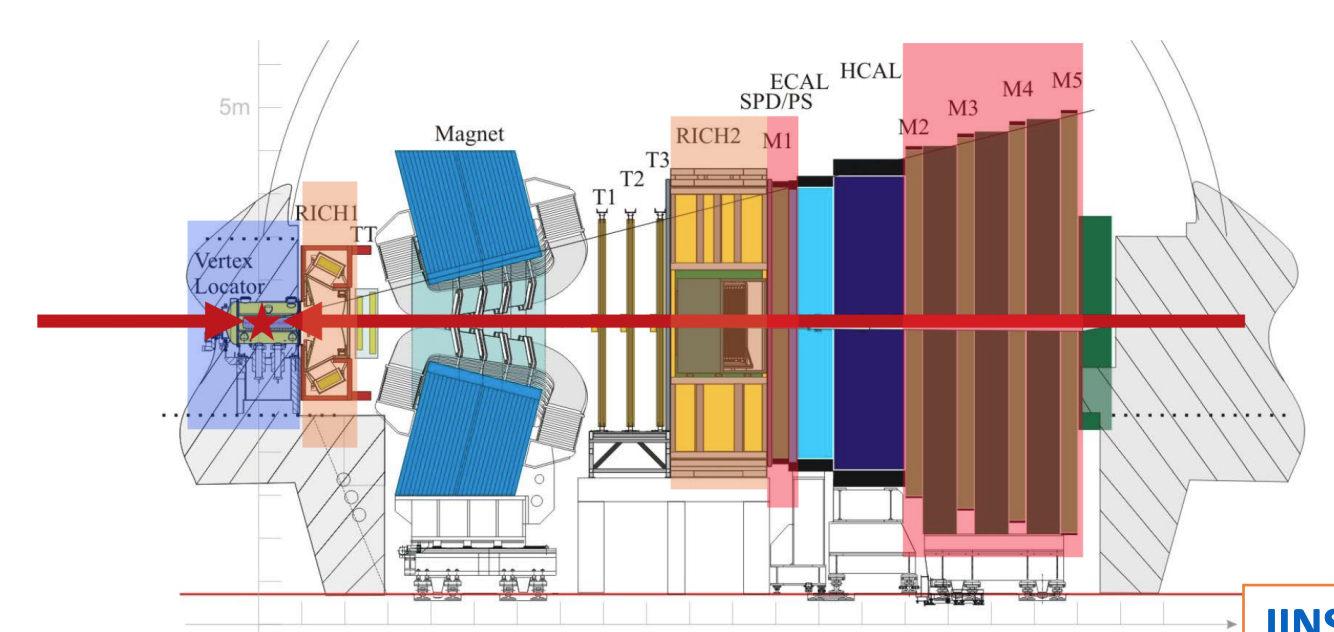 5m
Vertex
Locator
RICH1
TT
Magnet
T1
T2
T3
RICH2
M1
SPD/PS
ECAL
HCAL
M2
M3
M4
M5